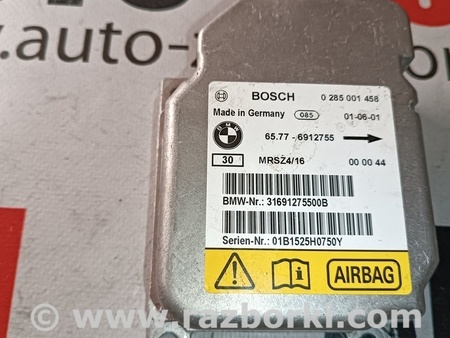 www.auto-
BOSCH 0 285 001 458
Made in Germany 085 01-06-01
BMW
65.77 - 6912755
30 MRSZ4/16 00 00 44
BMW-Nr.: 31691275500B
Serien-Nr.: 01B1525H0750Y
AIRBAG
© www.razborki.com